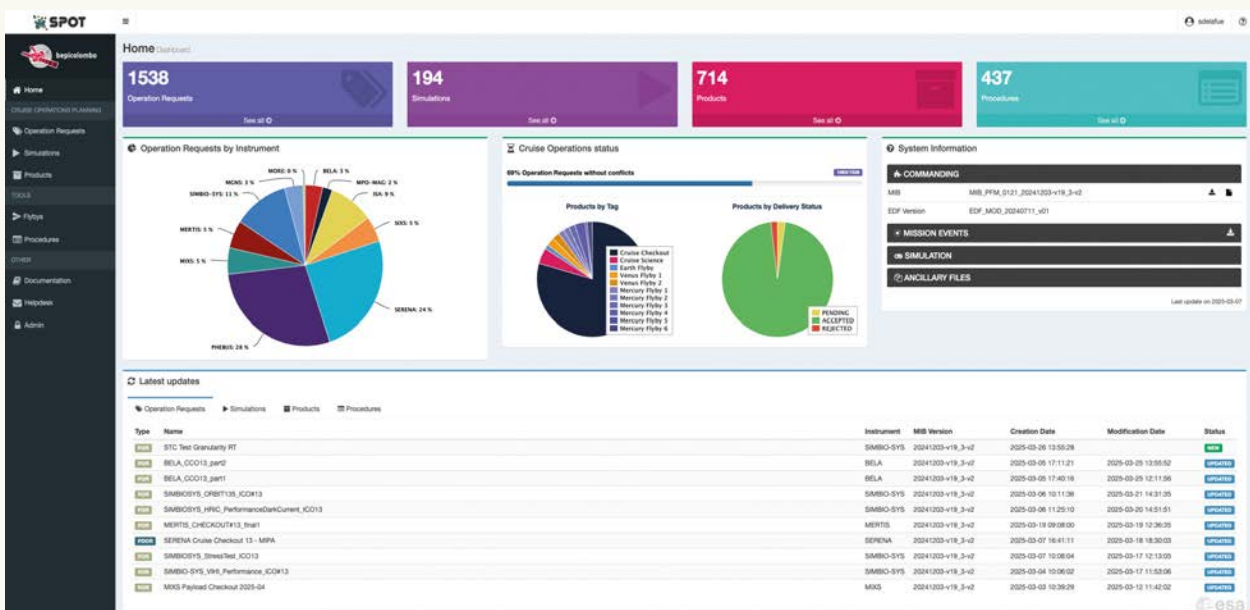 SPOT
sdelafue
bepicolombo
Home Dashboard
Home
CRUISE OPERATIONS PLANNING
Operation Requests
Simulations
Products
TOOLS
Flybys
Procedures
OTHER
Documentation
Helpdesk
Admin
1538
Operation Requests
See all
194
Simulations
See all
714
Products
See all
437
Procedures
See all
Operation Requests by Instrument
MORE: 0 %
BELA: 3 %
MGNS: 3 %
MPO-MAG: 2 %
SIMBIO-SYS: 11 %
ISA: 9 %
MERTIS: 5 %
SIXS: 5 %
MIXS: 5 %
SERENA: 24 %
PHEBUS: 28 %
Cruise Operations status
89% Operation Requests without conflicts
Products by Tag
Cruise Checkout
Cruise Science
Earth Flyby
Venus Flyby 1
Venus Flyby 2
Mercury Flyby 1
Mercury Flyby 2
Mercury Flyby 3
Mercury Flyby 4
Mercury Flyby 5
Mercury Flyby 6
Products by Delivery Status
PENDING
ACCEPTED
REJECTED
System Information
COMMANDING
MIB MIB_PFM_0121_20241203-v19_3-v2
EDF Version EDF_MOD_20240711_v01
MISSION EVENTS
SIMULATION
ANCILLARY FILES
Last update on 2025-03-07
Latest updates
Operation Requests Simulations Products Procedures
Type Name Instrument MIB Version Creation Date Modification Date Status
POR STC Test Granularity RT SIMBIO-SYS 20241203-v19_3-v2 2025-03-26 13:55:28 NEW
POR BELA_CCO13_part2 BELA 20241203-v19_3-v2 2025-03-05 17:11:21 2025-03-25 13:55:52 UPDATED
POR BELA_CCO13_part1 BELA 20241203-v19_3-v2 2025-03-05 17:40:16 2025-03-25 12:11:56 UPDATED
POR SIMBIOSYS_ORBIT135_ICO#13 SIMBIO-SYS 20241203-v19_3-v2 2025-03-06 10:11:38 2025-03-21 14:31:35 UPDATED
POR SIMBIOSYS_HRIC_PerformanceDarkCurrent_ICO13 SIMBIO-SYS 20241203-v19_3-v2 2025-03-06 11:25:10 2025-03-20 14:51:51 UPDATED
POR MERTIS_CHECKOUT#13_final1 MERTIS 20241203-v19_3-v2 2025-03-19 09:08:00 2025-03-19 12:36:35 UPDATED
PDOR SERENA Cruise Checkout 13 - MIPA SERENA 20241203-v19_3-v2 2025-03-07 16:41:11 2025-03-18 18:30:03 UPDATED
POR SIMBIOSYS_StressTest_ICO13 SIMBIO-SYS 20241203-v19_3-v2 2025-03-07 10:08:04 2025-03-17 12:13:05 UPDATED
POR SIMBIO-SYS_VIHI_Performance_ICO#13 SIMBIO-SYS 20241203-v19_3-v2 2025-03-04 10:06:02 2025-03-17 11:53:06 UPDATED
POR MIXS Payload Checkout 2025-04 MIXS 20241203-v19_3-v2 2025-03-03 10:39:29 2025-03-12 11:42:02 UPDATED
esa